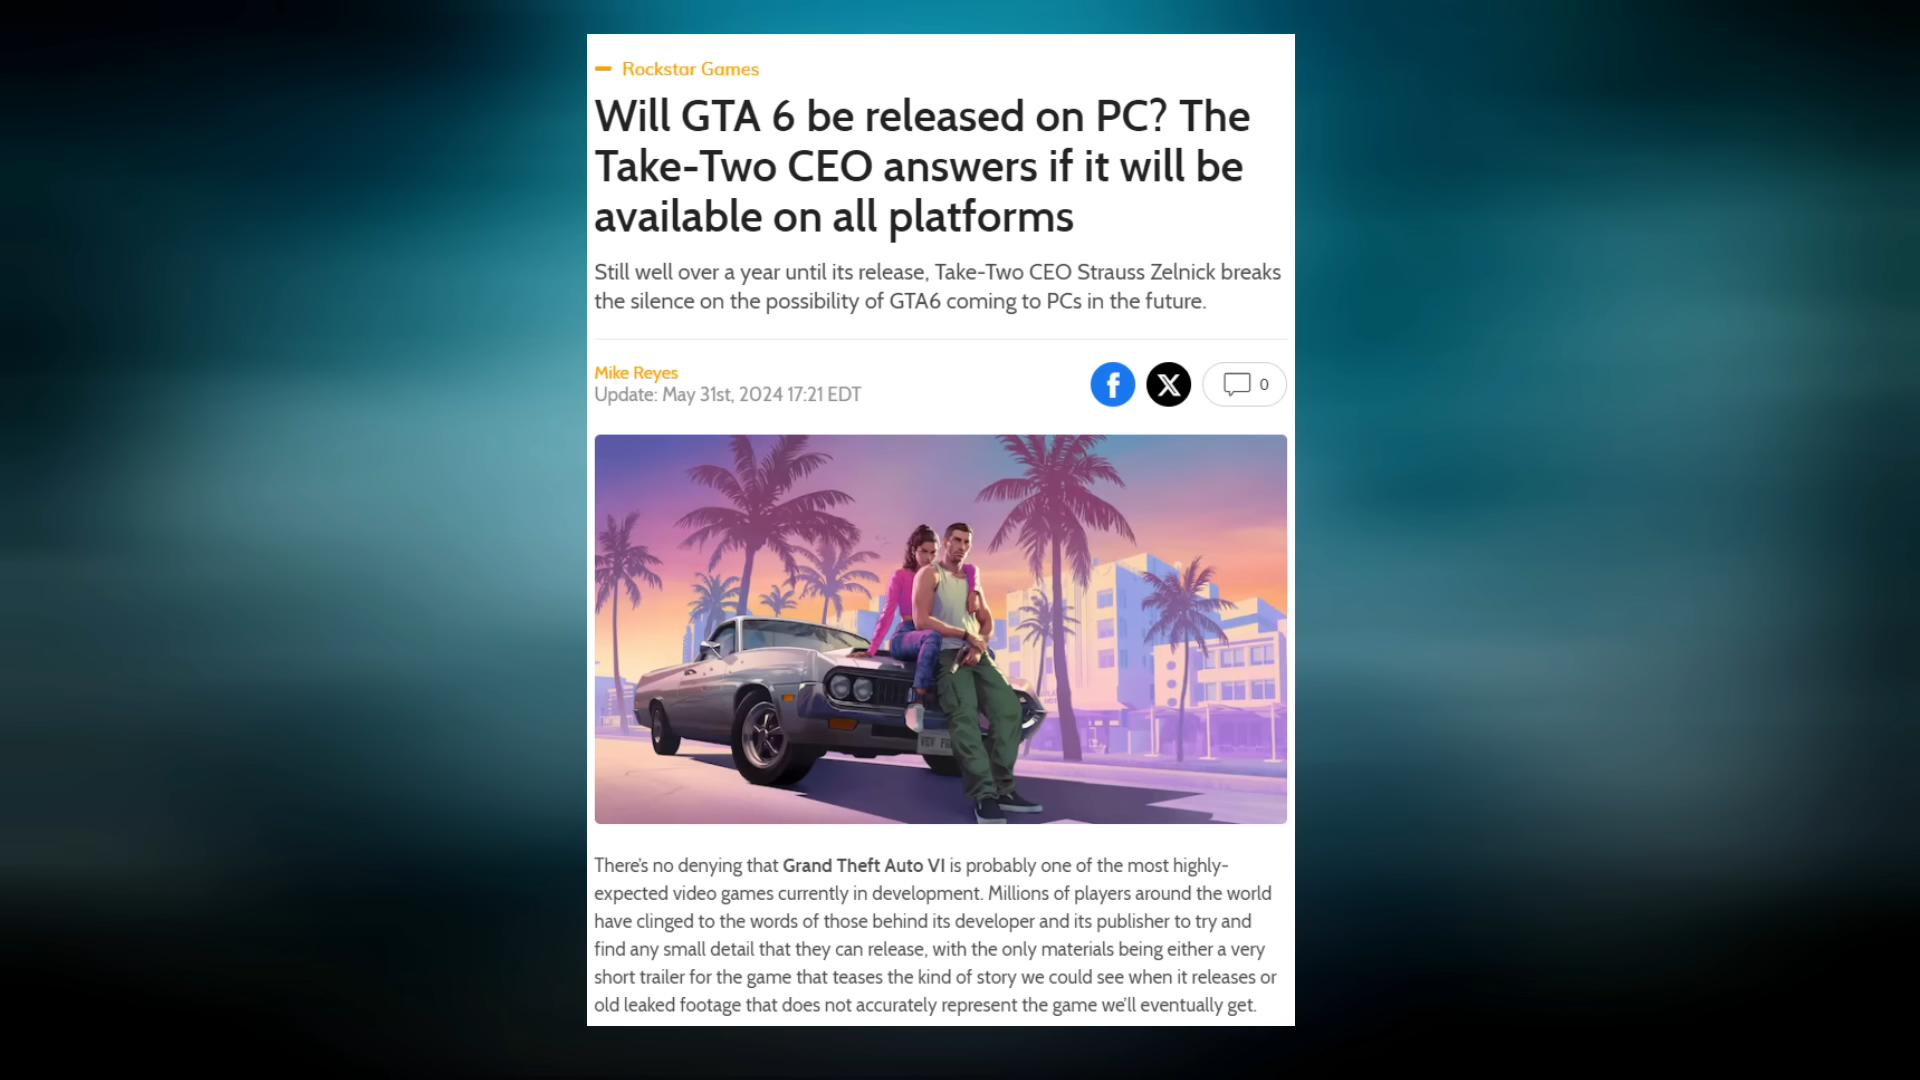 Rockstar Games
Will GTA 6 be released on PC? The
Take-Two CEO answers if it will be
available on all platforms
Still well over a year until its release, Take-Two CEO Strauss Zelnick breaks
the silence on the possibility of GTA6 coming to PCs in the future.
Mike Reyes
Update: May 31st, 2024 17:21 EDT
0
There's no denying that Grand Theft Auto VI is probably one of the most highly-
expected video games currently in development. Millions of players around the world
have clinged to the words of those behind its developer and its publisher to try and
find any small detail that they can release, with the only materials being either a very
short trailer for the game that teases the kind of story we could see when it releases or
old leaked footage that does not accurately represent the game we'll eventually get.